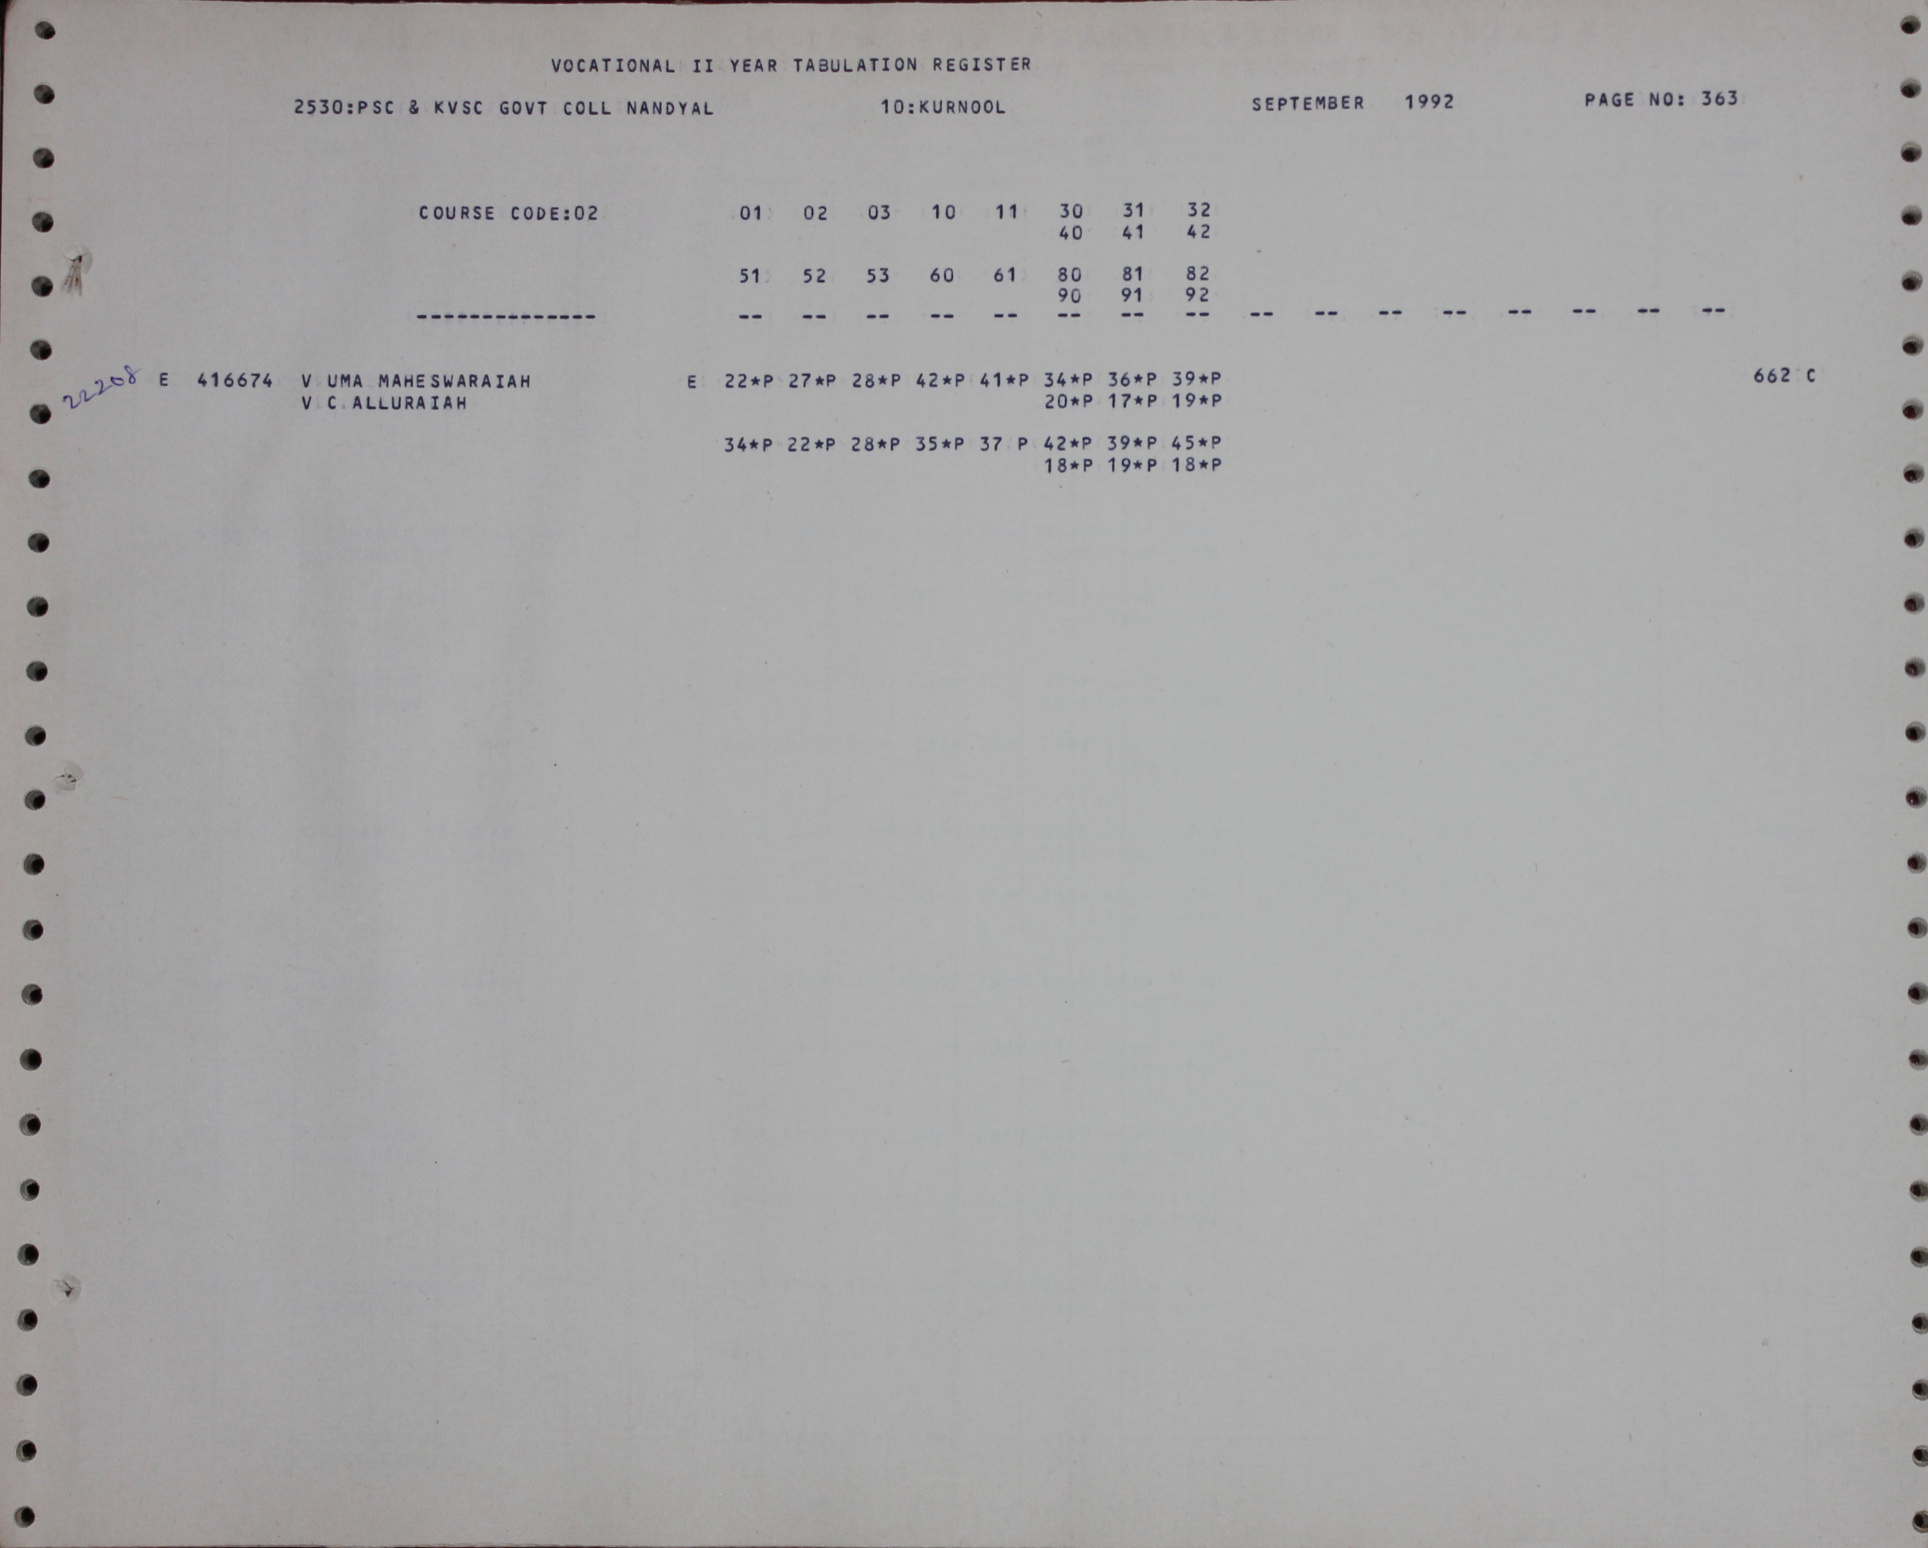 VOCATIONAL II YEAR TABULATION REGISTER
2530:PSC & KVSC GOVT COLL NANDYAL 10:KURNOOL SEPTEMBER 1992 PAGE NO: 363
COURSE CODE:02 01 02 03 10 11 30 31 32
40 41 42
51 52 53 60 61 80 81 82
90 91 92
-------------- -- -- -- -- -- -- -- -- -- -- -- -- -- -- -- --
22208 E 416674 V UMA MAHESWARAIAH E 22*P 27*P 28*P 42*P 41*P 34*P 36*P 39*P 662 C
V C ALLURAIAH 20*P 17*P 19*P
34*P 22*P 28*P 35*P 37 P 42*P 39*P 45*P
18*P 19*P 18*P